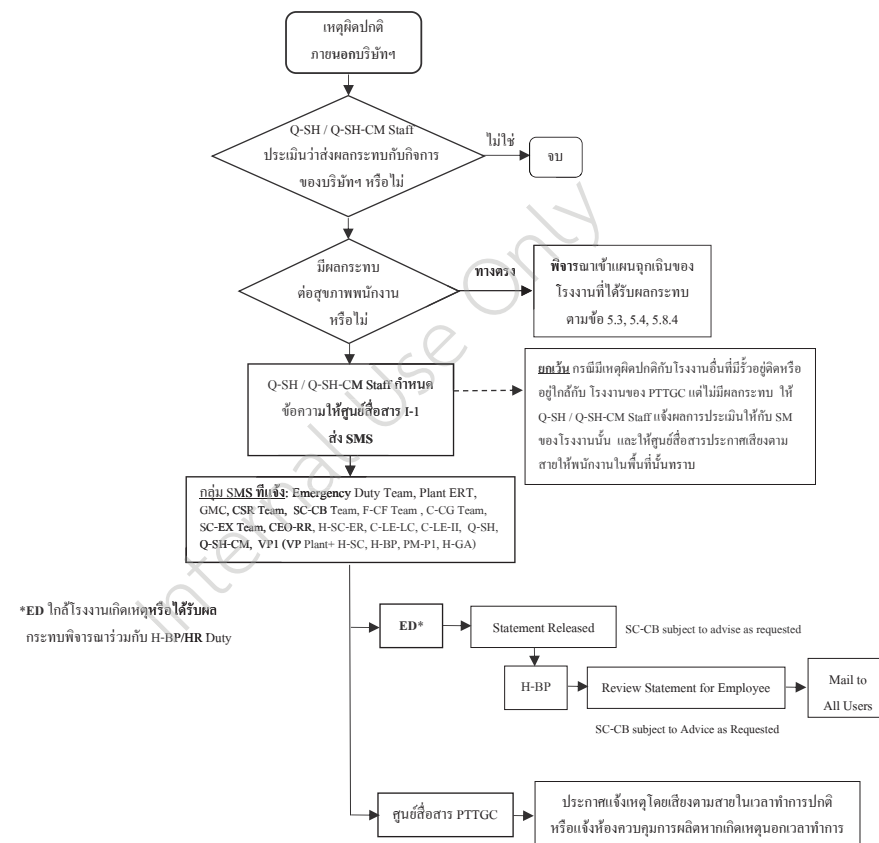 เหตุผิดปกติ
ภายนอกบริษัทฯ
Q-SH / Q-SH-CM Staff
ประเมินว่าส่งผลกระทบกับกิจการ
ของบริษัทฯ หรือไม่
ไม่ใช่
จบ
มีผลกระทบ
ต่อสุขภาพพนักงาน
หรือไม่
ทางตรง
พิจารณาเข้าแผนฉุกเฉินของ
โรงงานที่ได้รับผลกระทบ
ตามข้อ 5.3, 5.4, 5.8.4
Q-SH / Q-SH-CM Staff กำหนด
ข้อความให้ศูนย์สื่อสาร I-1
ส่ง SMS
ยกเว้น กรณีมีเหตุผิดปกติกับโรงงานอื่นที่มีรั้วอยู่ติดหรือ
อยู่ใกล้กับ โรงงานของ PTTGC แต่ไม่มีผลกระทบ ให้
Q-SH / Q-SH-CM Staff แจ้งผลการประเมินให้กับ SM
ของโรงงานนั้น และให้ศูนย์สื่อสารประกาศเสียงตาม
สายให้พนักงานในพื้นที่นั้นทราบ
กลุ่ม SMS ที่แจ้ง: Emergency Duty Team, Plant ERT,
GMC, CSR Team, SC-CB Team, F-CF Team , C-CG Team,
SC-EX Team, CEO-RR, H-SC-ER, C-LE-LC, C-LE-II, Q-SH,
Q-SH-CM, VP1 (VP Plant+ H-SC, H-BP, PM-P1, H-GA)
*ED ใกล้โรงงานเกิดเหตุหรือได้รับผล
กระทบพิจารณาร่วมกับ H-BP/HR Duty
ED*
Statement Released
SC-CB subject to advise as requested
H-BP
Review Statement for Employee
Mail to
All Users
SC-CB subject to Advice as Requested
ศูนย์สื่อสาร PTTGC
ประกาศแจ้งเหตุโดยเสียงตามสายในเวลาทำการปกติ
หรือแจ้งห้องควบคุมการผลิตหากเกิดเหตุนอกเวลาทำการ
Internal Use Only